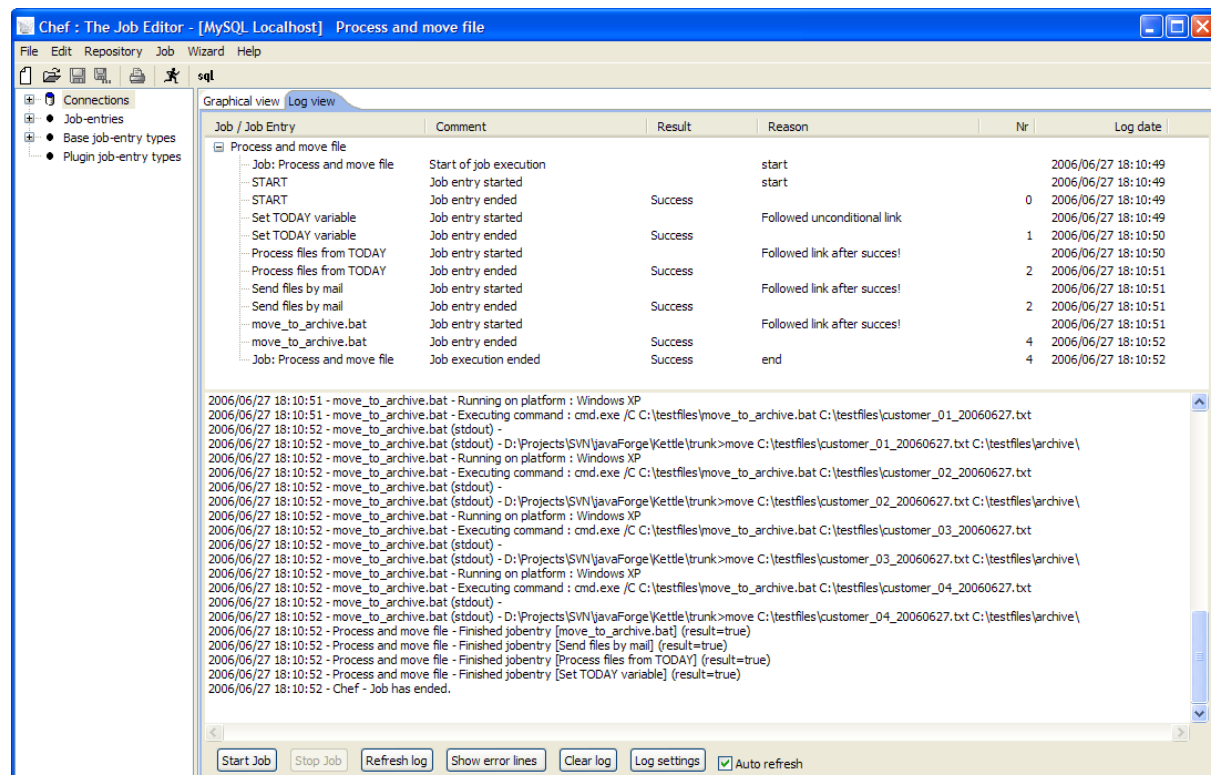 Chef : The Job Editor - [MySQL Localhost]   Process and move file
File Edit Repository Job Wizard Help
sql
Connections
Job-entries
Base job-entry types
Plugin job-entry types
Graphical view Log view
Job / Job Entry Comment Result Reason Nr Log date
Process and move file
Job: Process and move file Start of job execution start 2006/06/27 18:10:49
START Job entry started start 2006/06/27 18:10:49
START Job entry ended Success 0 2006/06/27 18:10:49
Set TODAY variable Job entry started Followed unconditional link 2006/06/27 18:10:49
Set TODAY variable Job entry ended Success 1 2006/06/27 18:10:50
Process files from TODAY Job entry started Followed link after succes! 2006/06/27 18:10:50
Process files from TODAY Job entry ended Success 2 2006/06/27 18:10:51
Send files by mail Job entry started Followed link after succes! 2006/06/27 18:10:51
Send files by mail Job entry ended Success 2 2006/06/27 18:10:51
move_to_archive.bat Job entry started Followed link after succes! 2006/06/27 18:10:51
move_to_archive.bat Job entry ended Success 4 2006/06/27 18:10:52
Job: Process and move file Job execution ended Success end 4 2006/06/27 18:10:52
2006/06/27 18:10:51 - move_to_archive.bat - Running on platform : Windows XP
2006/06/27 18:10:51 - move_to_archive.bat - Executing command : cmd.exe /C C:\testfiles\move_to_archive.bat C:\testfiles\customer_01_20060627.txt
2006/06/27 18:10:52 - move_to_archive.bat (stdout) -
2006/06/27 18:10:52 - move_to_archive.bat (stdout) - D:\Projects\SVN\javaForge\Kettle\trunk>move C:\testfiles\customer_01_20060627.txt C:\testfiles\archive\
2006/06/27 18:10:52 - move_to_archive.bat - Running on platform : Windows XP
2006/06/27 18:10:52 - move_to_archive.bat - Executing command : cmd.exe /C C:\testfiles\move_to_archive.bat C:\testfiles\customer_02_20060627.txt
2006/06/27 18:10:52 - move_to_archive.bat (stdout) -
2006/06/27 18:10:52 - move_to_archive.bat (stdout) - D:\Projects\SVN\javaForge\Kettle\trunk>move C:\testfiles\customer_02_20060627.txt C:\testfiles\archive\
2006/06/27 18:10:52 - move_to_archive.bat - Running on platform : Windows XP
2006/06/27 18:10:52 - move_to_archive.bat - Executing command : cmd.exe /C C:\testfiles\move_to_archive.bat C:\testfiles\customer_03_20060627.txt
2006/06/27 18:10:52 - move_to_archive.bat (stdout) -
2006/06/27 18:10:52 - move_to_archive.bat (stdout) - D:\Projects\SVN\javaForge\Kettle\trunk>move C:\testfiles\customer_03_20060627.txt C:\testfiles\archive\
2006/06/27 18:10:52 - move_to_archive.bat - Running on platform : Windows XP
2006/06/27 18:10:52 - move_to_archive.bat - Executing command : cmd.exe /C C:\testfiles\move_to_archive.bat C:\testfiles\customer_04_20060627.txt
2006/06/27 18:10:52 - move_to_archive.bat (stdout) -
2006/06/27 18:10:52 - move_to_archive.bat (stdout) - D:\Projects\SVN\javaForge\Kettle\trunk>move C:\testfiles\customer_04_20060627.txt C:\testfiles\archive\
2006/06/27 18:10:52 - Process and move file - Finished jobentry [move_to_archive.bat] (result=true)
2006/06/27 18:10:52 - Process and move file - Finished jobentry [Send files by mail] (result=true)
2006/06/27 18:10:52 - Process and move file - Finished jobentry [Process files from TODAY] (result=true)
2006/06/27 18:10:52 - Process and move file - Finished jobentry [Set TODAY variable] (result=true)
2006/06/27 18:10:52 - Chef - Job has ended.
Start Job Stop Job Refresh log Show error lines Clear log Log settings Auto refresh